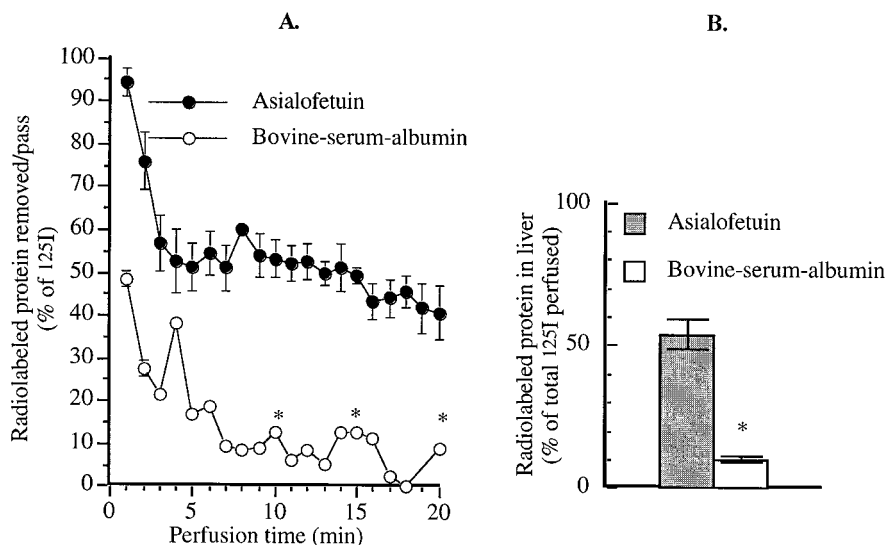 A.
Radiolabeled protein removed/pass
(% of 125I)
100
90
80
70
60
50
40
30
20
10
0
Asialofetuin
Bovine-serum-albumin
*
*
*
0
5
10
15
20
Perfusion time (min)
B.
Radiolabeled protein in liver
(% of total 125I perfused)
100
50
0
Asialofetuin
Bovine-serum-albumin
*